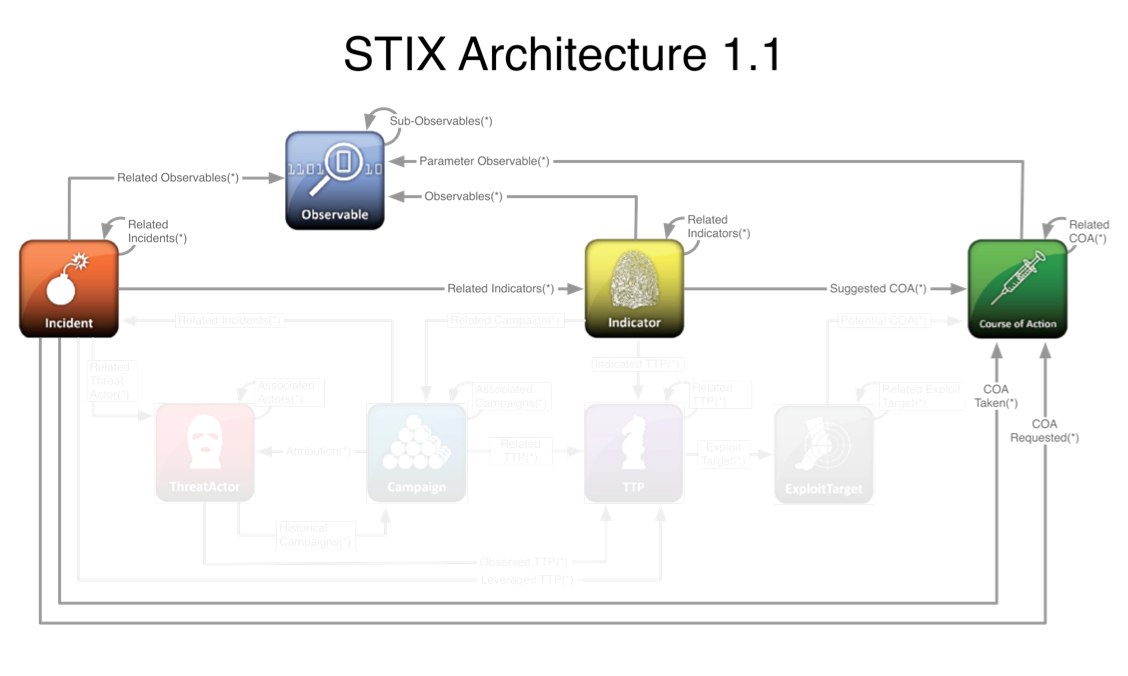 STIX Architecture 1.1
Sub-Observables(*)
1101 0 10
Parameter Observable(*)
Related Observables(*)
Observables(*)
Observable
Related
Incidents(*)
Related
Indicators(*)
Related
COA(*)
Related Indicators(*)
Suggested COA(*)
Incident
Indicator
Course of Action
Related Incidents(*)
Related Campaign(*)
Potential COA(*)
Related
Threat
Actor(*)
Indicated TTP(*)
Associated
Actors(*)
Associated
Campaigns(*)
Related
TTP(*)
Related Exploit
Target(*)
COA
Taken(*)
COA
Requested(*)
Attribution(*)
Related
TTP(*)
Exploit
Target(*)
ThreatActor
Campaign
TTP
ExploitTarget
Historical
Campaigns(*)
Observed TTP(*)
Leveraged TTP(*)